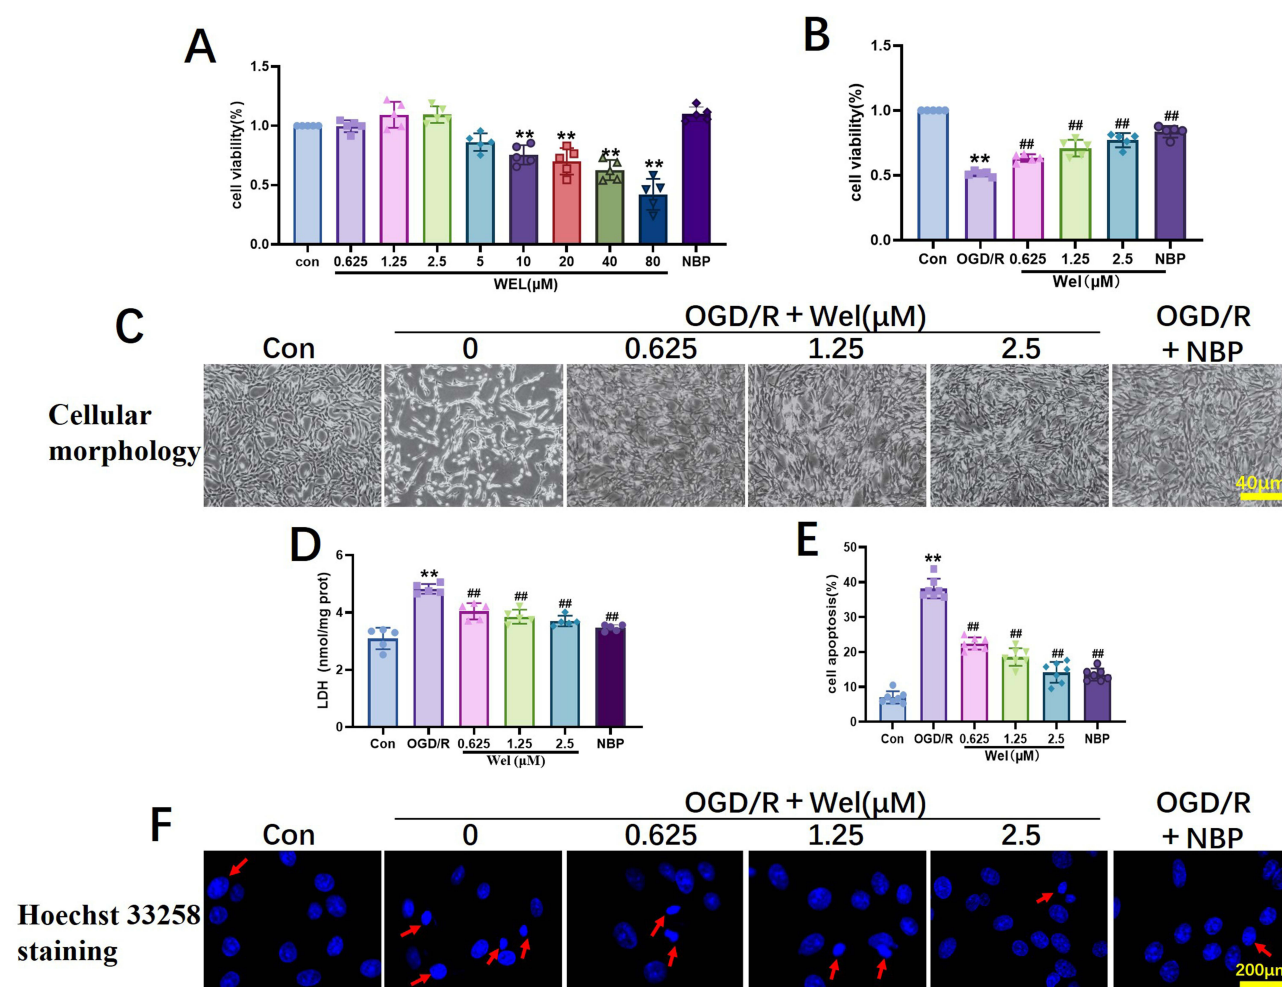 A
1.5
1.0
0.5
0.0
cell viability(%)
** ** ** **
con 0.625 1.25 2.5 5 10 20 40 80 NBP
WEL(μM)
B
1.5
1.0
0.5
0.0
cell viability(%)
** ## ## ## ##
Con OGD/R 0.625 1.25 2.5 NBP
Wel(μM)
C
OGD/R + Wel(μM)
OGD/R
+ NBP
Con 0 0.625 1.25 2.5
Cellular
morphology
40μm
D
6
4
2
0
LDH (nmol/mg prot)
** ## ## ## ##
Con OGD/R 0.625 1.25 2.5 NBP
Wel (μM)
E
50
40
30
20
10
0
cell apoptosis(%)
** ## ## ## ##
Con OGD/R 0.625 1.25 2.5 NBP
Wel(μM)
F
OGD/R + Wel(μM)
OGD/R
+ NBP
Con 0 0.625 1.25 2.5
Hoechst 33258
staining
200μm